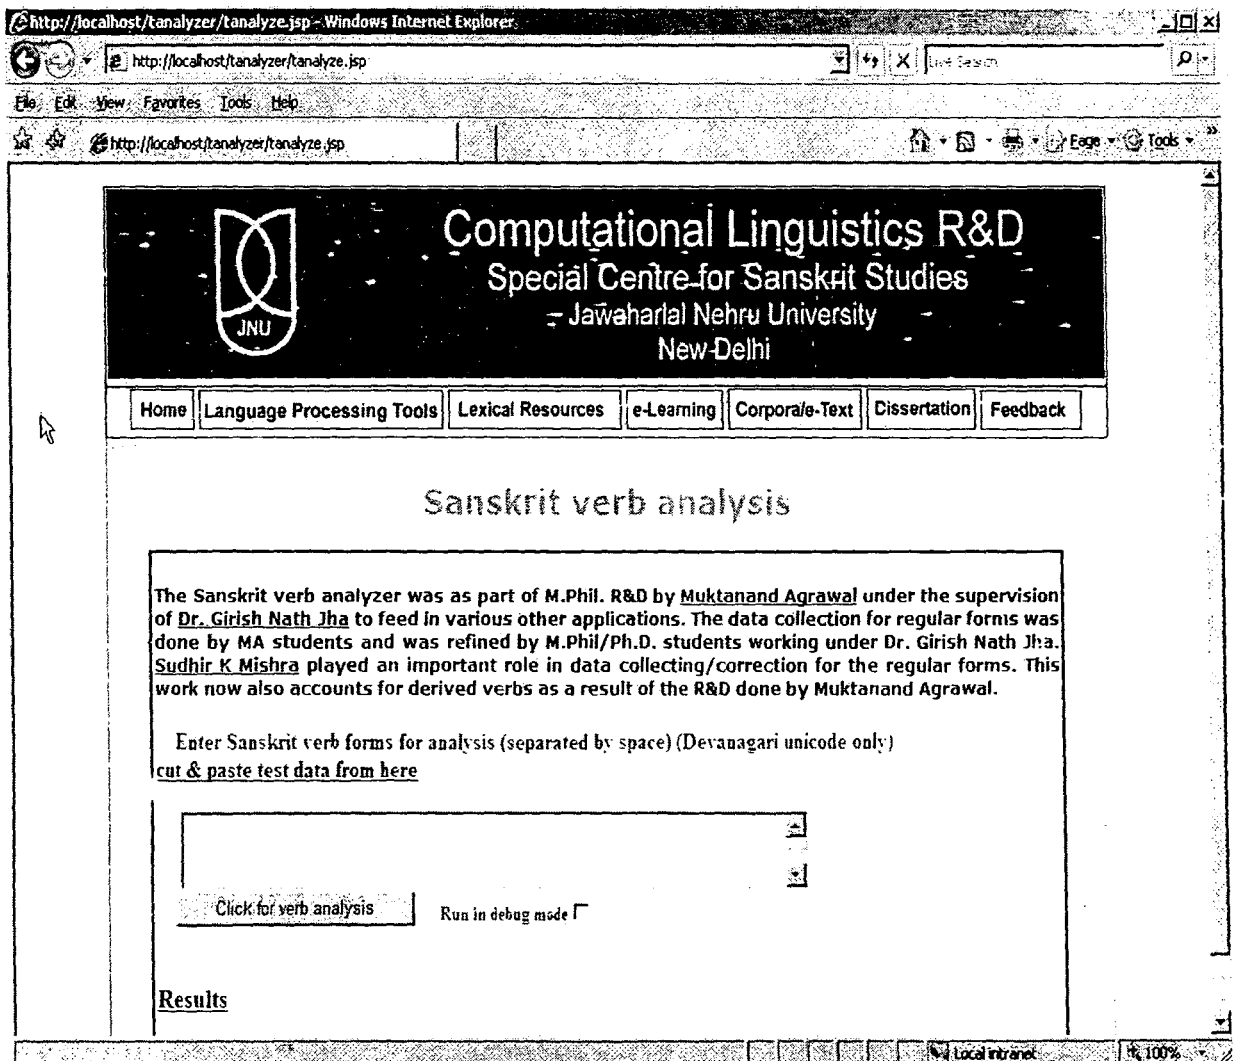 http://localhost/tanalyzer/tanalyze.jsp - Windows Internet Explorer
http://localhost/tanalyzer/tanalyze.jsp
Live Search
File Edit View Favorites Tools Help
http://localhost/tanalyzer/tanalyze.jsp
Page Tools »
Computational Linguistics R&D
Special Centre for Sanskrit Studies
Jawaharlal Nehru University
New Delhi
JNU
Home Language Processing Tools Lexical Resources e-Learning Corpora/e-Text Dissertation Feedback
Sanskrit verb analysis
The Sanskrit verb analyzer was as part of M.Phil. R&D by Muktanand Agrawal under the supervision
of Dr. Girish Nath Jha to feed in various other applications. The data collection for regular forms was
done by MA students and was refined by M.Phil/Ph.D. students working under Dr. Girish Nath Jha.
Sudhir K Mishra played an important role in data collecting/correction for the regular forms. This
work now also accounts for derived verbs as a result of the R&D done by Muktanand Agrawal.
Enter Sanskrit verb forms for analysis (separated by space) (Devanagari unicode only)
cut & paste test data from here
Click for verb analysis Run in debug mode
Results
Local intranet 100%